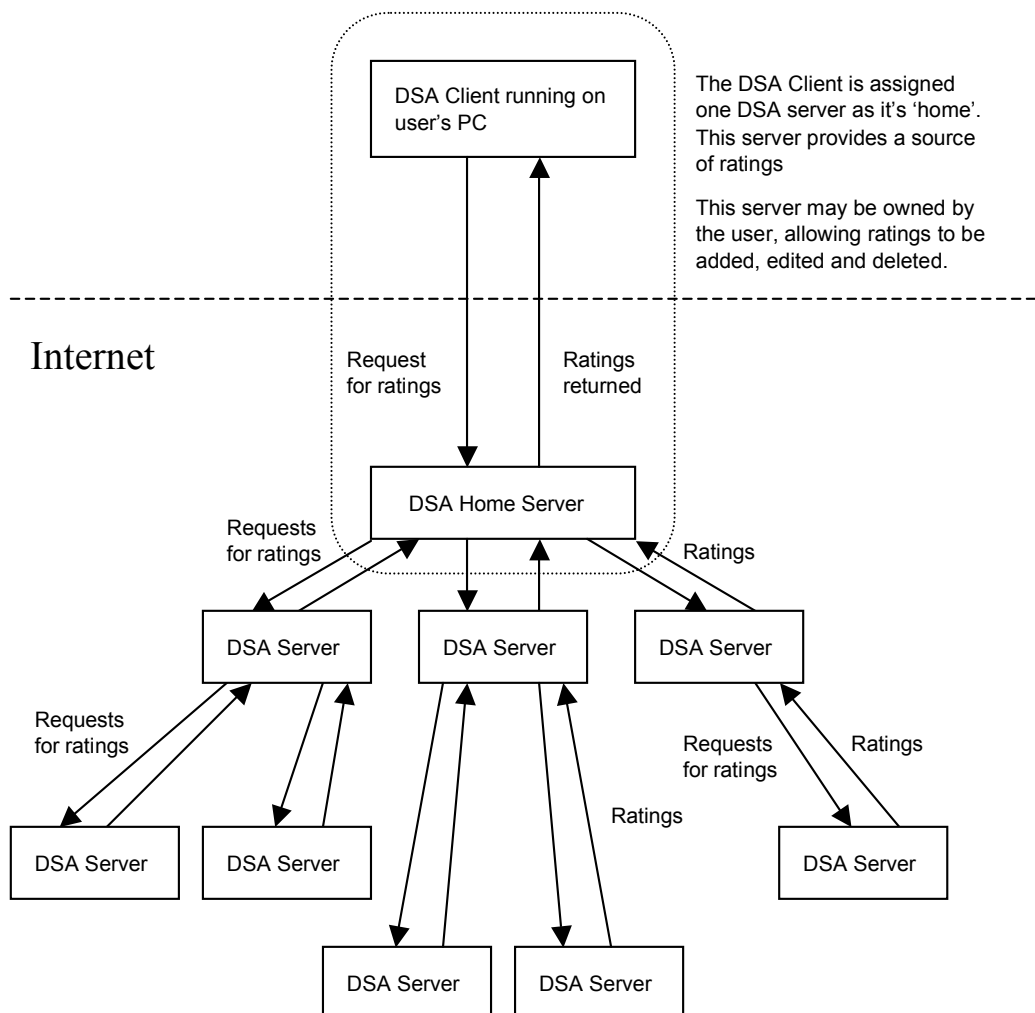 DSA Client running on
user's PC
The DSA Client is assigned
one DSA server as it's ‘home’.
This server provides a source
of ratings
This server may be owned by
the user, allowing ratings to be
added, edited and deleted.
Internet
Request
for ratings
Ratings
returned
DSA Home Server
Requests
for ratings
Ratings
DSA Server
DSA Server
DSA Server
Requests
for ratings
Requests
for ratings
Ratings
Ratings
DSA Server
DSA Server
DSA Server
DSA Server
DSA Server